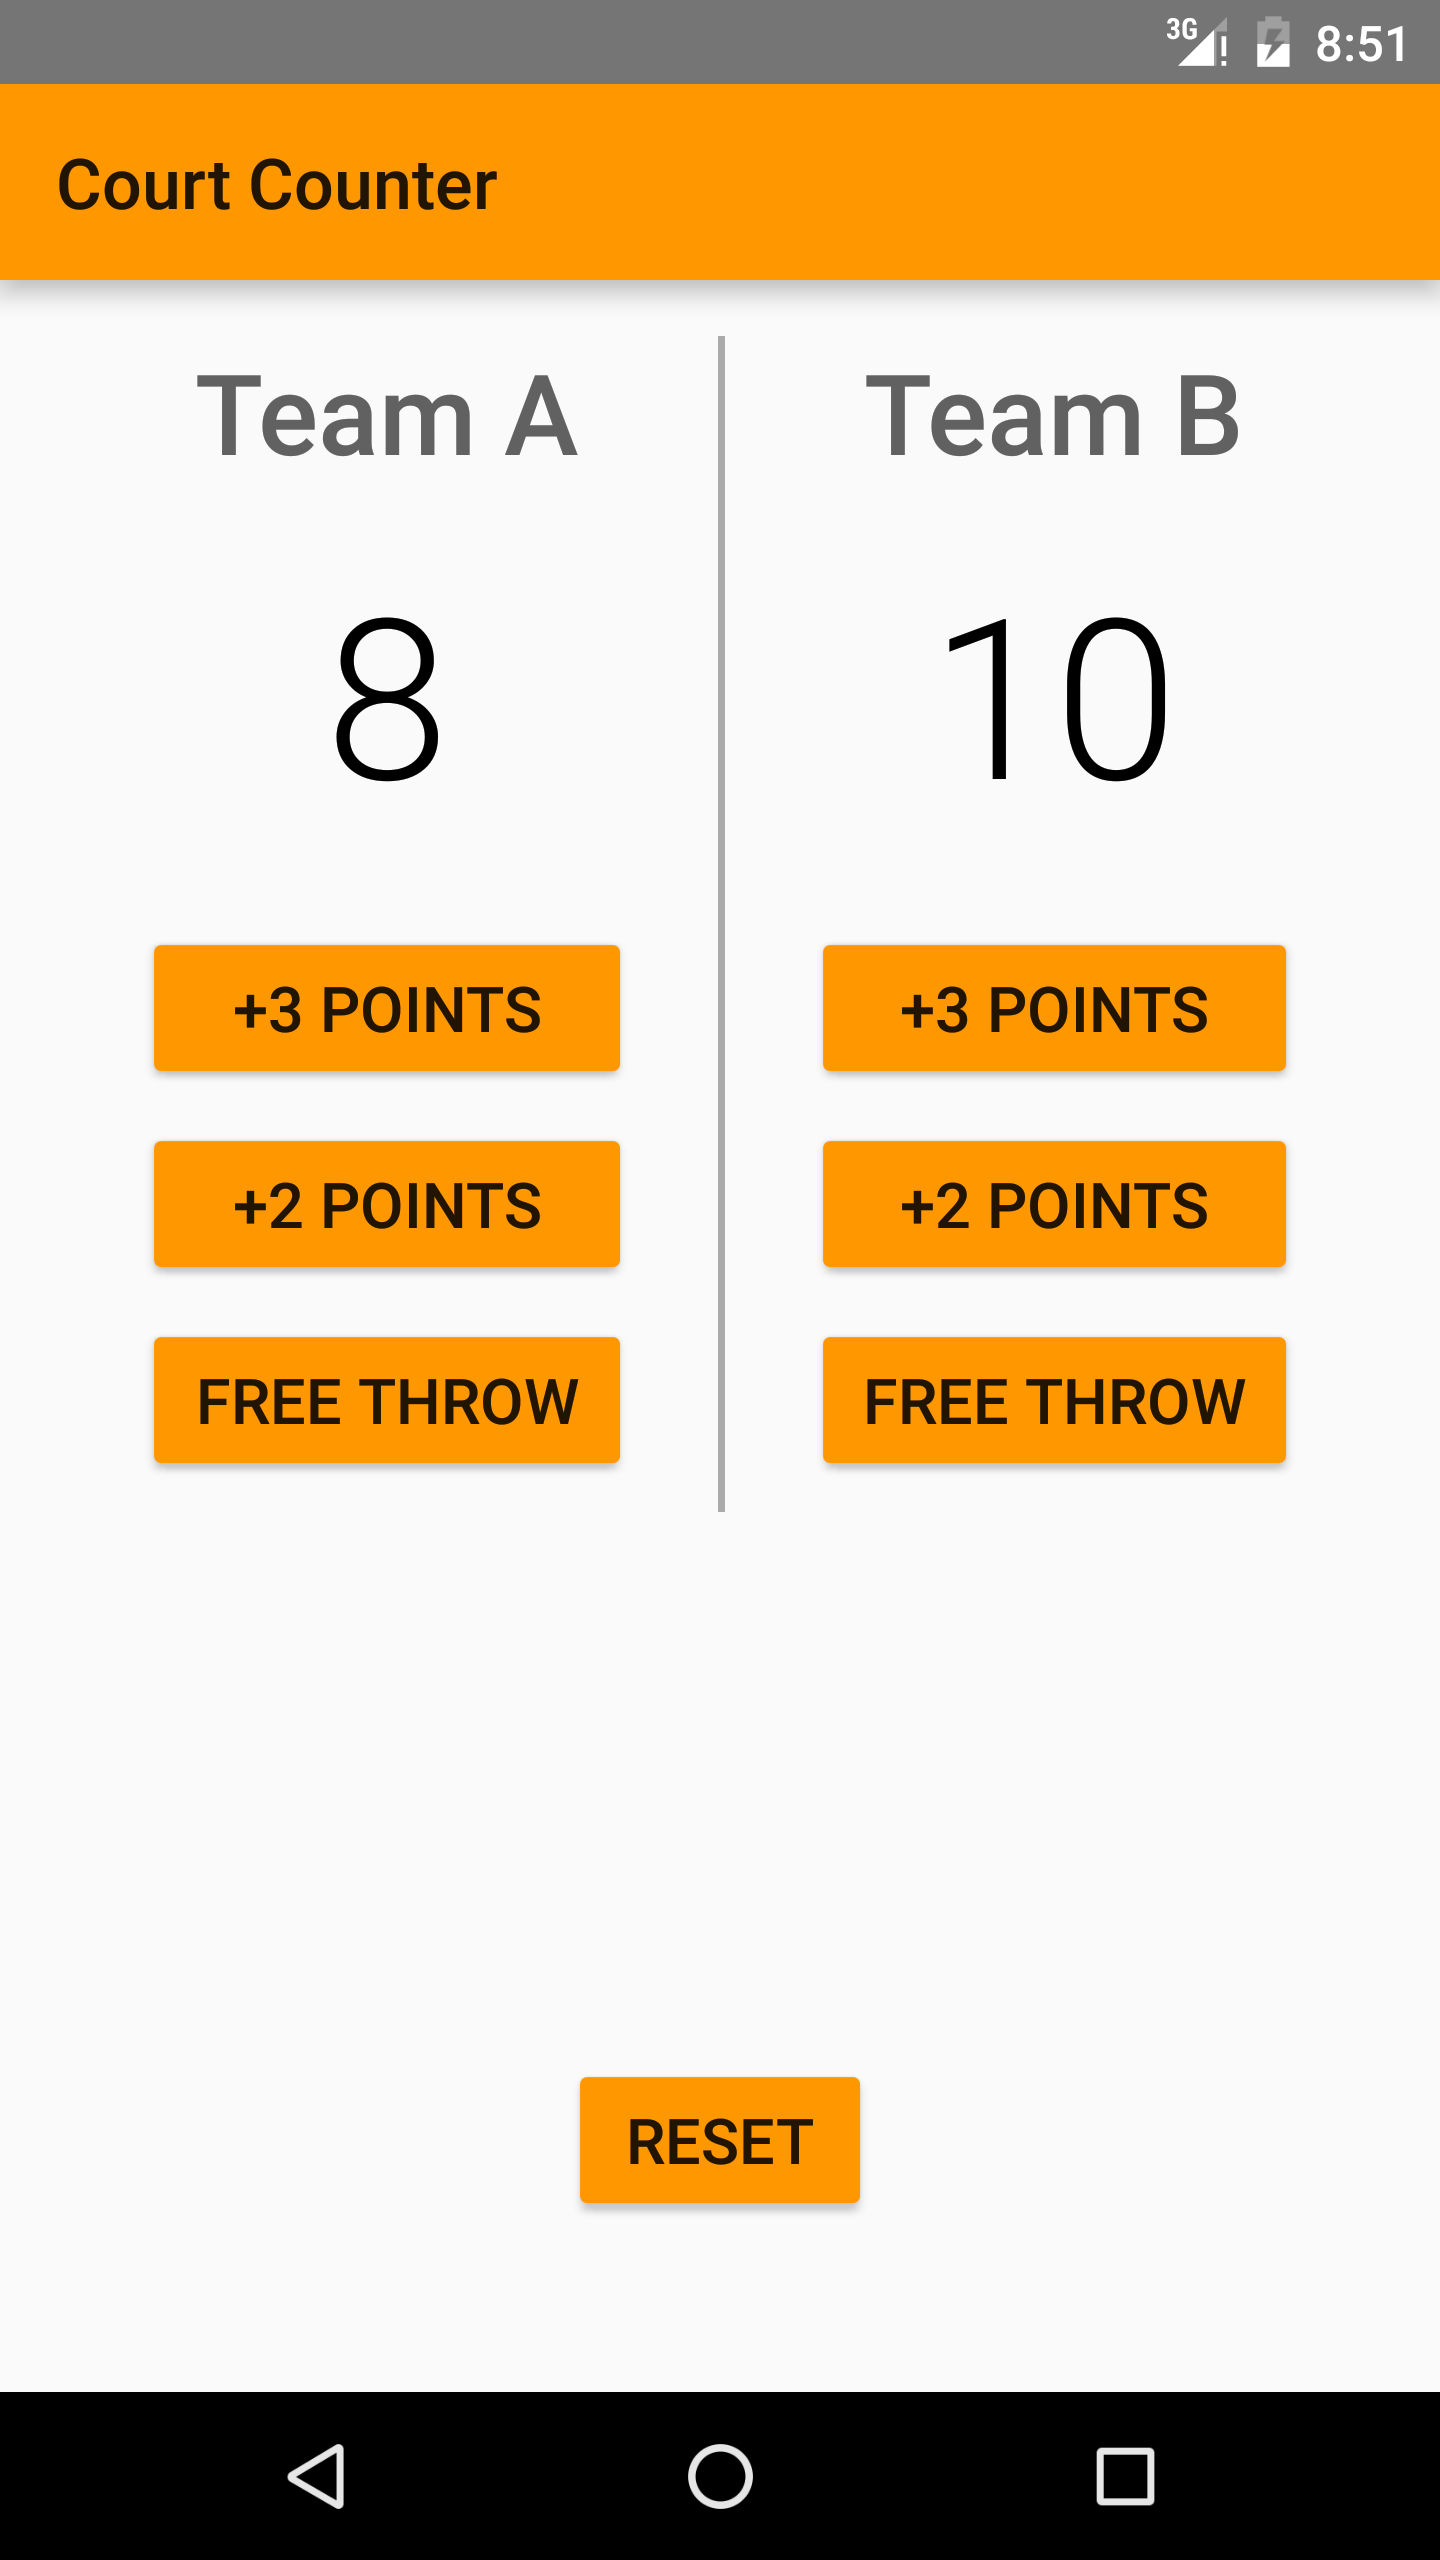 3G 8:51
Court Counter
Team A
8
+3 POINTS
+2 POINTS
FREE THROW
Team B
10
+3 POINTS
+2 POINTS
FREE THROW
RESET